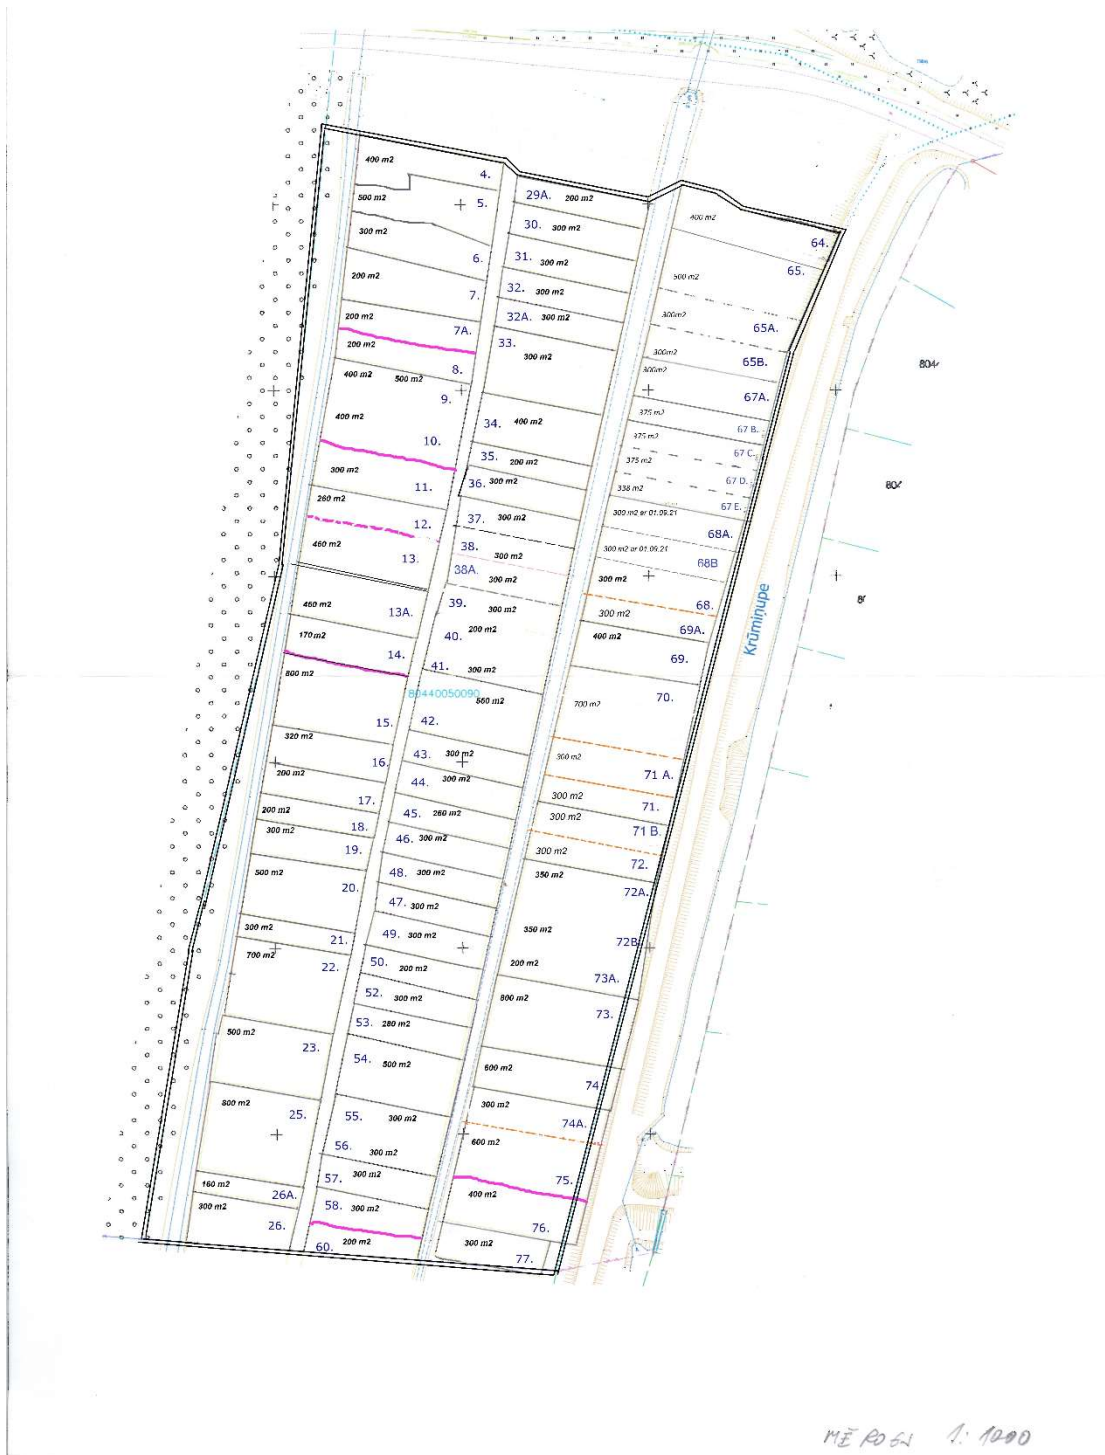 400 m2
4.
500 m2
5.
300 m2
6.
200 m2
7.
200 m2
7A.
200 m2
8.
400 m2
500 m2
9.
400 m2
10.
300 m2
11.
260 m2
12.
460 m2
13.
460 m2
13A.
170 m2
14.
800 m2
15.
320 m2
16.
200 m2
17.
200 m2
18.
300 m2
19.
500 m2
20.
300 m2
21.
700 m2
22.
500 m2
23.
800 m2
25.
160 m2
26A.
300 m2
26.
29A. 200 m2
30. 300 m2
31. 300 m2
32. 300 m2
32A. 300 m2
33.
300 m2
34. 400 m2
35. 200 m2
36. 300 m2
37. 300 m2
38. 300 m2
38A. 300 m2
39. 300 m2
40. 200 m2
41. 300 m2
80440050090
42.
43. 300 m2
44. 300 m2
45. 260 m2
46. 300 m2
48. 300 m2
47. 300 m2
49. 300 m2
50. 200 m2
52. 300 m2
53. 280 m2
54. 500 m2
55. 300 m2
56. 300 m2
57. 300 m2
58. 300 m2
60. 200 m2
400 m2
64.
65.
500 m2
300m2
65A.
300m2
65B.
300m2
67A.
375 m2
67 B.
375 m2
67 C.
375 m2
67 D.
338 m2
67 E.
300 m2 ar 01.09.21
68A.
300 m2 ar 01.09.21
68B
300 m2
68.
300 m2
69A.
400 m2
69.
70.
700 m2
300 m2
71 A.
300 m2
71.
300 m2
71 B.
300 m2
72.
350 m2
72A.
350 m2
72B
200 m2
73A.
800 m2
73.
600 m2
74.
300 m2
74A.
600 m2
75.
400 m2
76.
300 m2
77.
Krūmiņupe
MĒROGS 1:1000